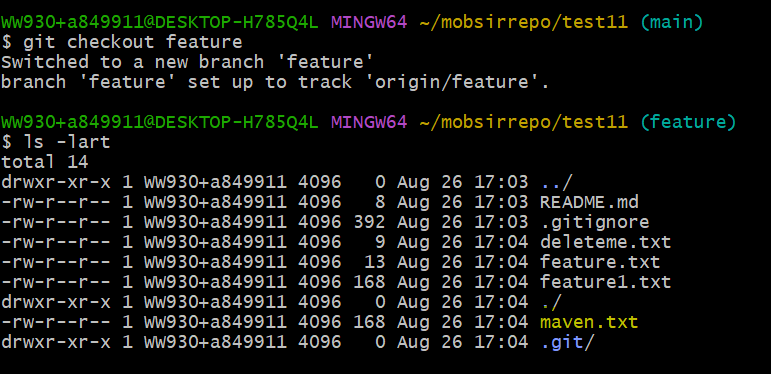 WW930+a849911@DESKTOP-H785Q4L MINGW64 ~/mobsirrepo/test11 (main)
$ git checkout feature
Switched to a new branch 'feature'
branch 'feature' set up to track 'origin/feature'.
WW930+a849911@DESKTOP-H785Q4L MINGW64 ~/mobsirrepo/test11 (feature)
$ ls -lart
total 14
drwxr-xr-x 1 WW930+a849911 4096   0 Aug 26 17:03 ../
-rw-r--r-- 1 WW930+a849911 4096   8 Aug 26 17:03 README.md
-rw-r--r-- 1 WW930+a849911 4096 392 Aug 26 17:03 .gitignore
-rw-r--r-- 1 WW930+a849911 4096   9 Aug 26 17:04 deleteme.txt
-rw-r--r-- 1 WW930+a849911 4096  13 Aug 26 17:04 feature.txt
-rw-r--r-- 1 WW930+a849911 4096 168 Aug 26 17:04 feature1.txt
drwxr-xr-x 1 WW930+a849911 4096   0 Aug 26 17:04 ./
-rw-r--r-- 1 WW930+a849911 4096 168 Aug 26 17:04 maven.txt
drwxr-xr-x 1 WW930+a849911 4096   0 Aug 26 17:04 .git/